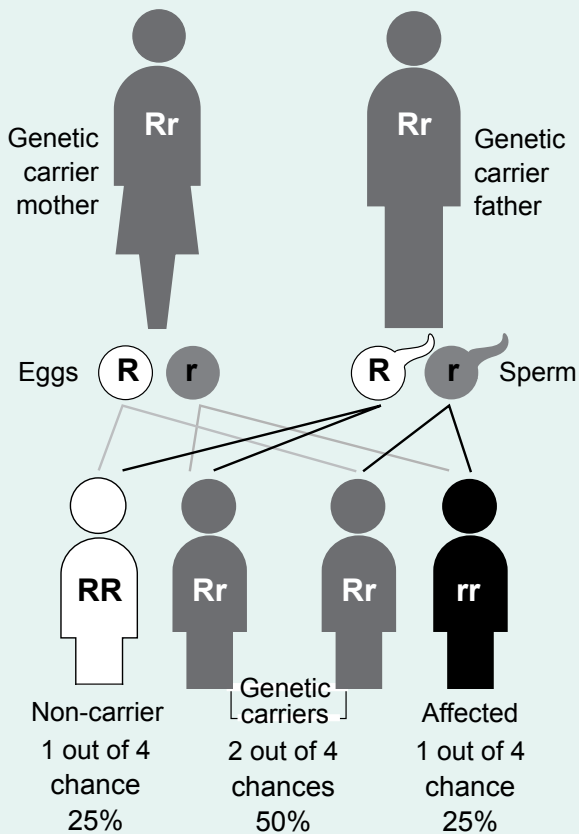 Rr
Rr
Genetic
carrier
mother
Genetic
carrier
father
Eggs
R
r
R
r
Sperm
RR
Rr
Rr
rr
Non-carrier
1 out of 4
chance
25%
Genetic
carriers
2 out of 4
chances
50%
Affected
1 out of 4
chance
25%